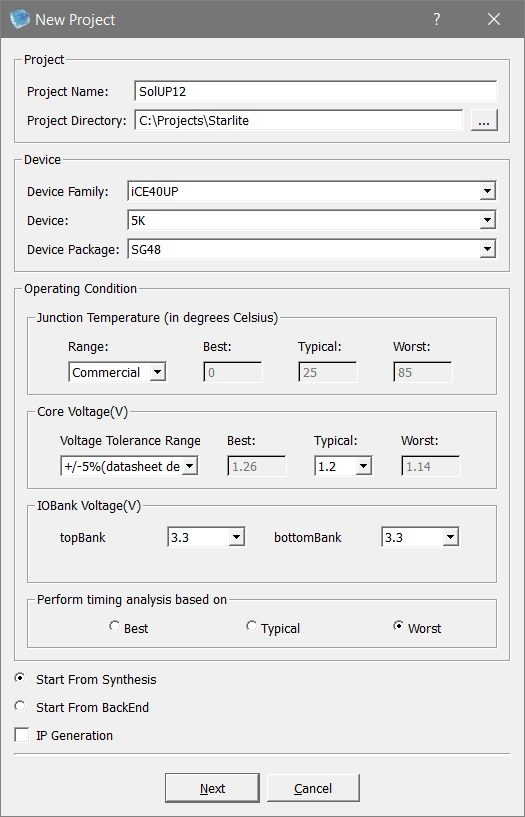 New Project
?
Project
Project Name: SolUP12
Project Directory: C:\Projects\Starlite ...
Device
Device Family: iCE40UP
Device: 5K
Device Package: SG48
Operating Condition
Junction Temperature (in degrees Celsius)
Range: Best: Typical: Worst:
Commercial 0 25 85
Core Voltage(V)
Voltage Tolerance Range Best: Typical: Worst:
+/-5%(datasheet de 1.26 1.2 1.14
IOBank Voltage(V)
topBank 3.3 bottomBank 3.3
Perform timing analysis based on
Best Typical Worst
Start From Synthesis
Start From BackEnd
IP Generation
Next Cancel